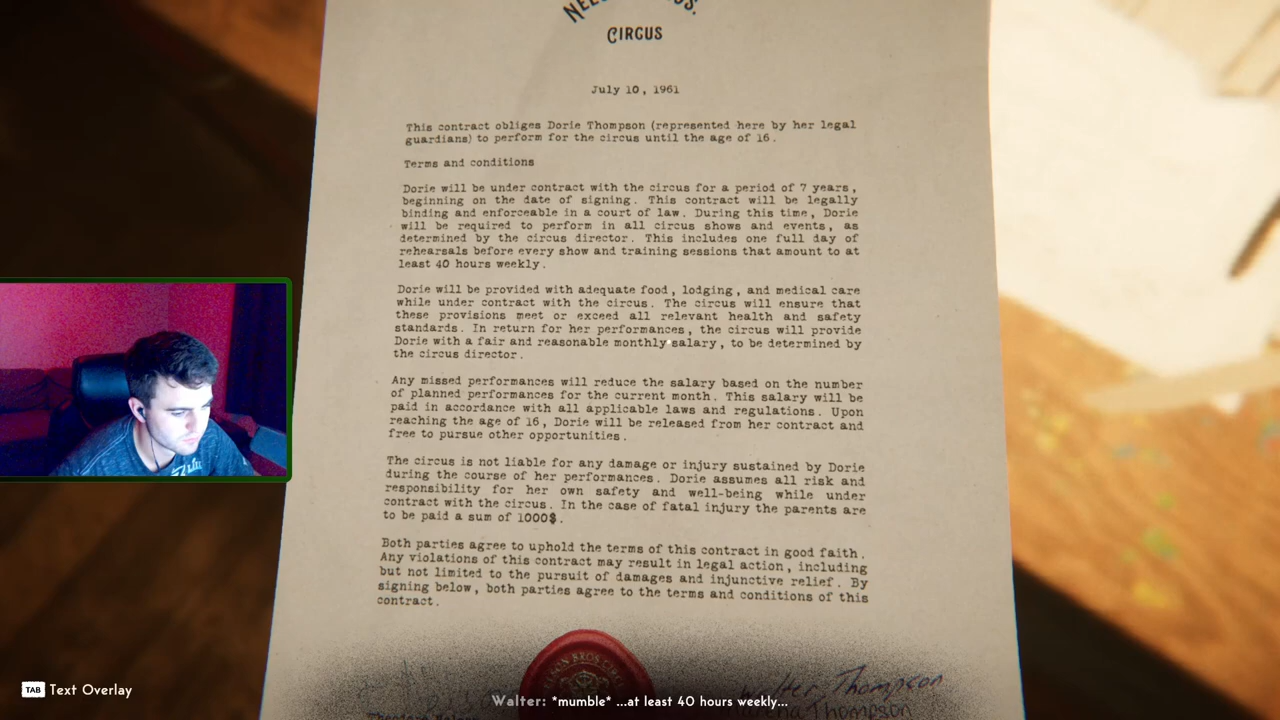 CIRCUS
July 10, 1961
This contract obliges Dorie Thompson (represented here by her legal
guardians) to perform for the circus until the age of 16.
Terms and conditions
Dorie will be under contract with the circus for a period of 7 years,
beginning on the date of signing. This contract will be legally
binding and enforceable in a court of law. During this time, Dorie
will be required to perform in all circus shows and events, as
determined by the circus director. This includes one full day of
rehearsals before every show and training sessions that amount to at
least 40 hours weekly.
Dorie will be provided with adequate food, lodging, and medical care
while under contract with the circus. The circus will ensure that
these provisions meet or exceed all relevant health and safety
standards. In return for her performances, the circus will provide
Dorie with a fair and reasonable monthly salary, to be determined by
the circus director.
Any missed performances will reduce the salary based on the number
of planned performances for the current month. This salary will be
paid in accordance with all applicable laws and regulations. Upon
reaching the age of 16, Dorie will be released from her contract and
free to pursue other opportunities.
The circus is not liable for any damage or injury sustained by Dorie
during the course of her performances. Dorie assumes all risk and
responsibility for her own safety and well-being while under
contract with the circus. In the case of fatal injury the parents are
to be paid a sum of 1000$.
Both parties agree to uphold the terms of this contract in good faith.
Any violations of this contract may result in legal action, including
but not limited to the pursuit of damages and injunctive relief. By
signing below, both parties agree to the terms and conditions of this
contract.
Thompson
Thompson
TAB Text Overlay
Walter: *mumble* ...at least 40 hours weekly...